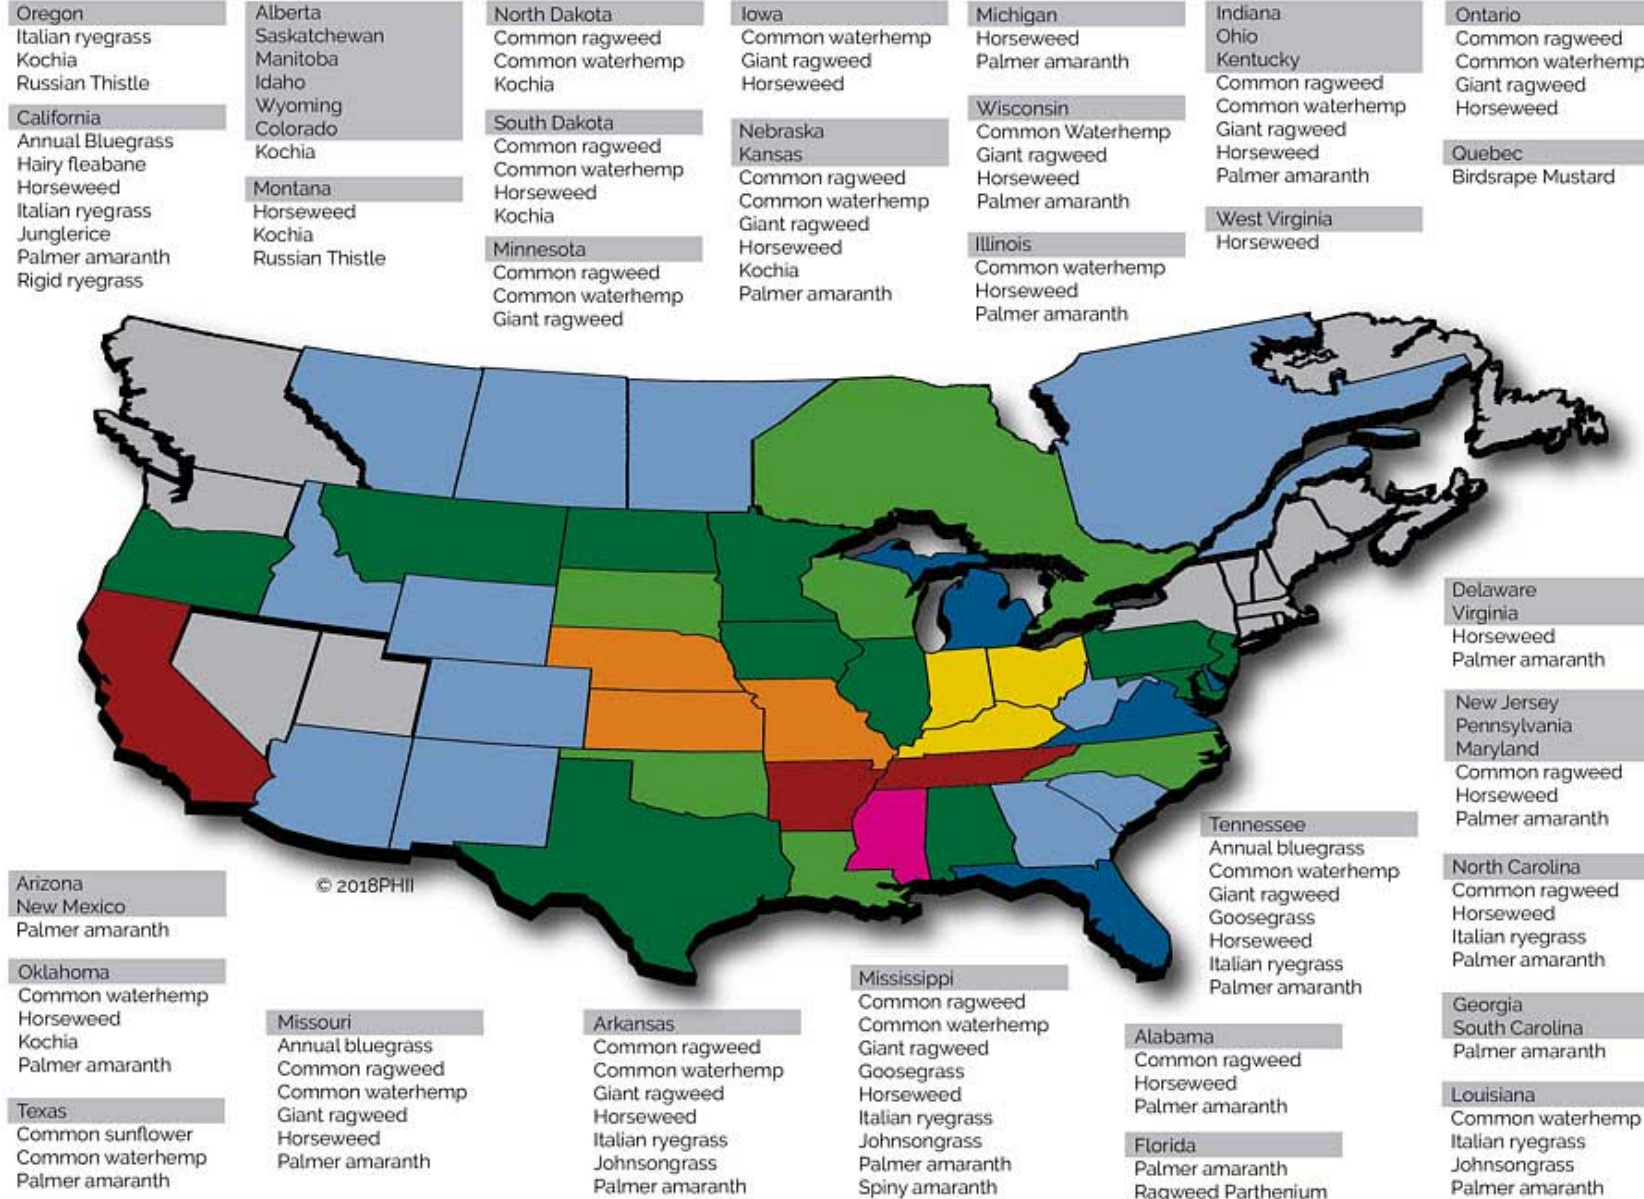 Oregon
Italian ryegrass
Kochia
Russian Thistle
California
Annual Bluegrass
Hairy fleabane
Horseweed
Italian ryegrass
Junglerice
Palmer amaranth
Rigid ryegrass
Alberta
Saskatchewan
Manitoba
Idaho
Wyoming
Colorado
Kochia
Montana
Horseweed
Kochia
Russian Thistle
North Dakota
Common ragweed
Common waterhemp
Kochia
South Dakota
Common ragweed
Common waterhemp
Horseweed
Kochia
Minnesota
Common ragweed
Common waterhemp
Giant ragweed
Iowa
Common waterhemp
Giant ragweed
Horseweed
Nebraska
Kansas
Common ragweed
Common waterhemp
Giant ragweed
Horseweed
Kochia
Palmer amaranth
Michigan
Horseweed
Palmer amaranth
Wisconsin
Common Waterhemp
Giant ragweed
Horseweed
Palmer amaranth
Illinois
Common waterhemp
Horseweed
Palmer amaranth
Indiana
Ohio
Kentucky
Common ragweed
Common waterhemp
Giant ragweed
Horseweed
Palmer amaranth
West Virginia
Horseweed
Ontario
Common ragweed
Common waterhemp
Giant ragweed
Horseweed
Quebec
Birdsrape Mustard
Delaware
Virginia
Horseweed
Palmer amaranth
New Jersey
Pennsylvania
Maryland
Common ragweed
Horseweed
Palmer amaranth
North Carolina
Common ragweed
Horseweed
Italian ryegrass
Palmer amaranth
Georgia
South Carolina
Palmer amaranth
Louisiana
Common waterhemp
Italian ryegrass
Johnsongrass
Palmer amaranth
© 2018PHII
Arizona
New Mexico
Palmer amaranth
Oklahoma
Common waterhemp
Horseweed
Kochia
Palmer amaranth
Texas
Common sunflower
Common waterhemp
Palmer amaranth
Missouri
Annual bluegrass
Common ragweed
Common waterhemp
Giant ragweed
Horseweed
Palmer amaranth
Arkansas
Common ragweed
Common waterhemp
Giant ragweed
Horseweed
Italian ryegrass
Johnsongrass
Palmer amaranth
Mississippi
Common ragweed
Common waterhemp
Giant ragweed
Goosegrass
Horseweed
Italian ryegrass
Johnsongrass
Palmer amaranth
Spiny amaranth
Tennessee
Annual bluegrass
Common waterhemp
Giant ragweed
Goosegrass
Horseweed
Italian ryegrass
Palmer amaranth
Alabama
Common ragweed
Horseweed
Palmer amaranth
Florida
Palmer amaranth
Ragweed Parthenium